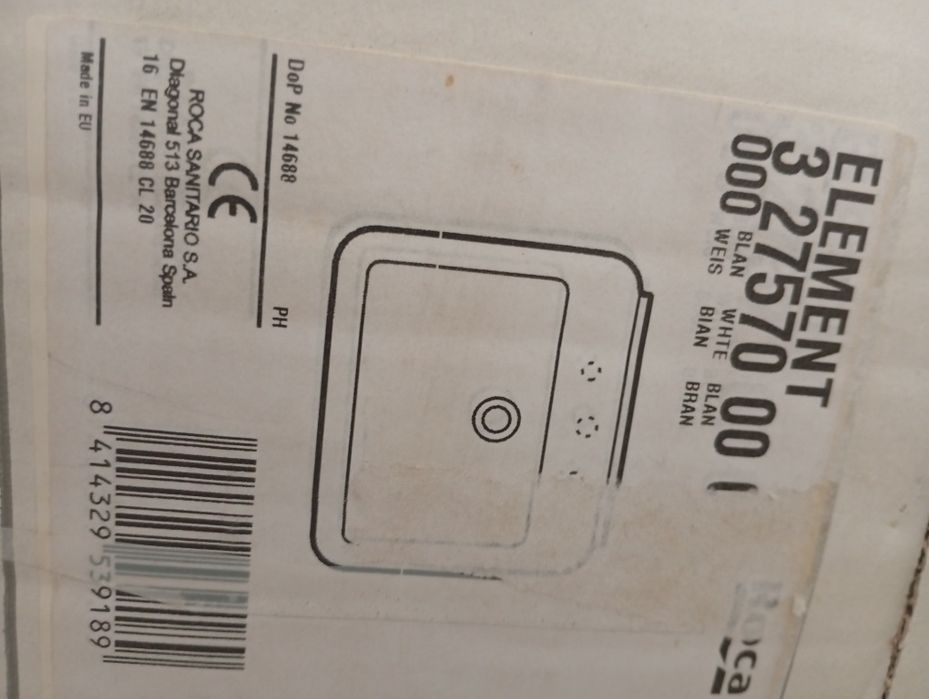 ELEMENT
3 27570 00
000 BLAN WHTE BLAN
WEIS BIAN BRAN
Roca
DoP No 14688
PH
CE
ROCA SANITARIO S.A.
Diagonal 513 Barcelona Spain
16 EN 14688 CL 20
Made in EU
8 414329 539189